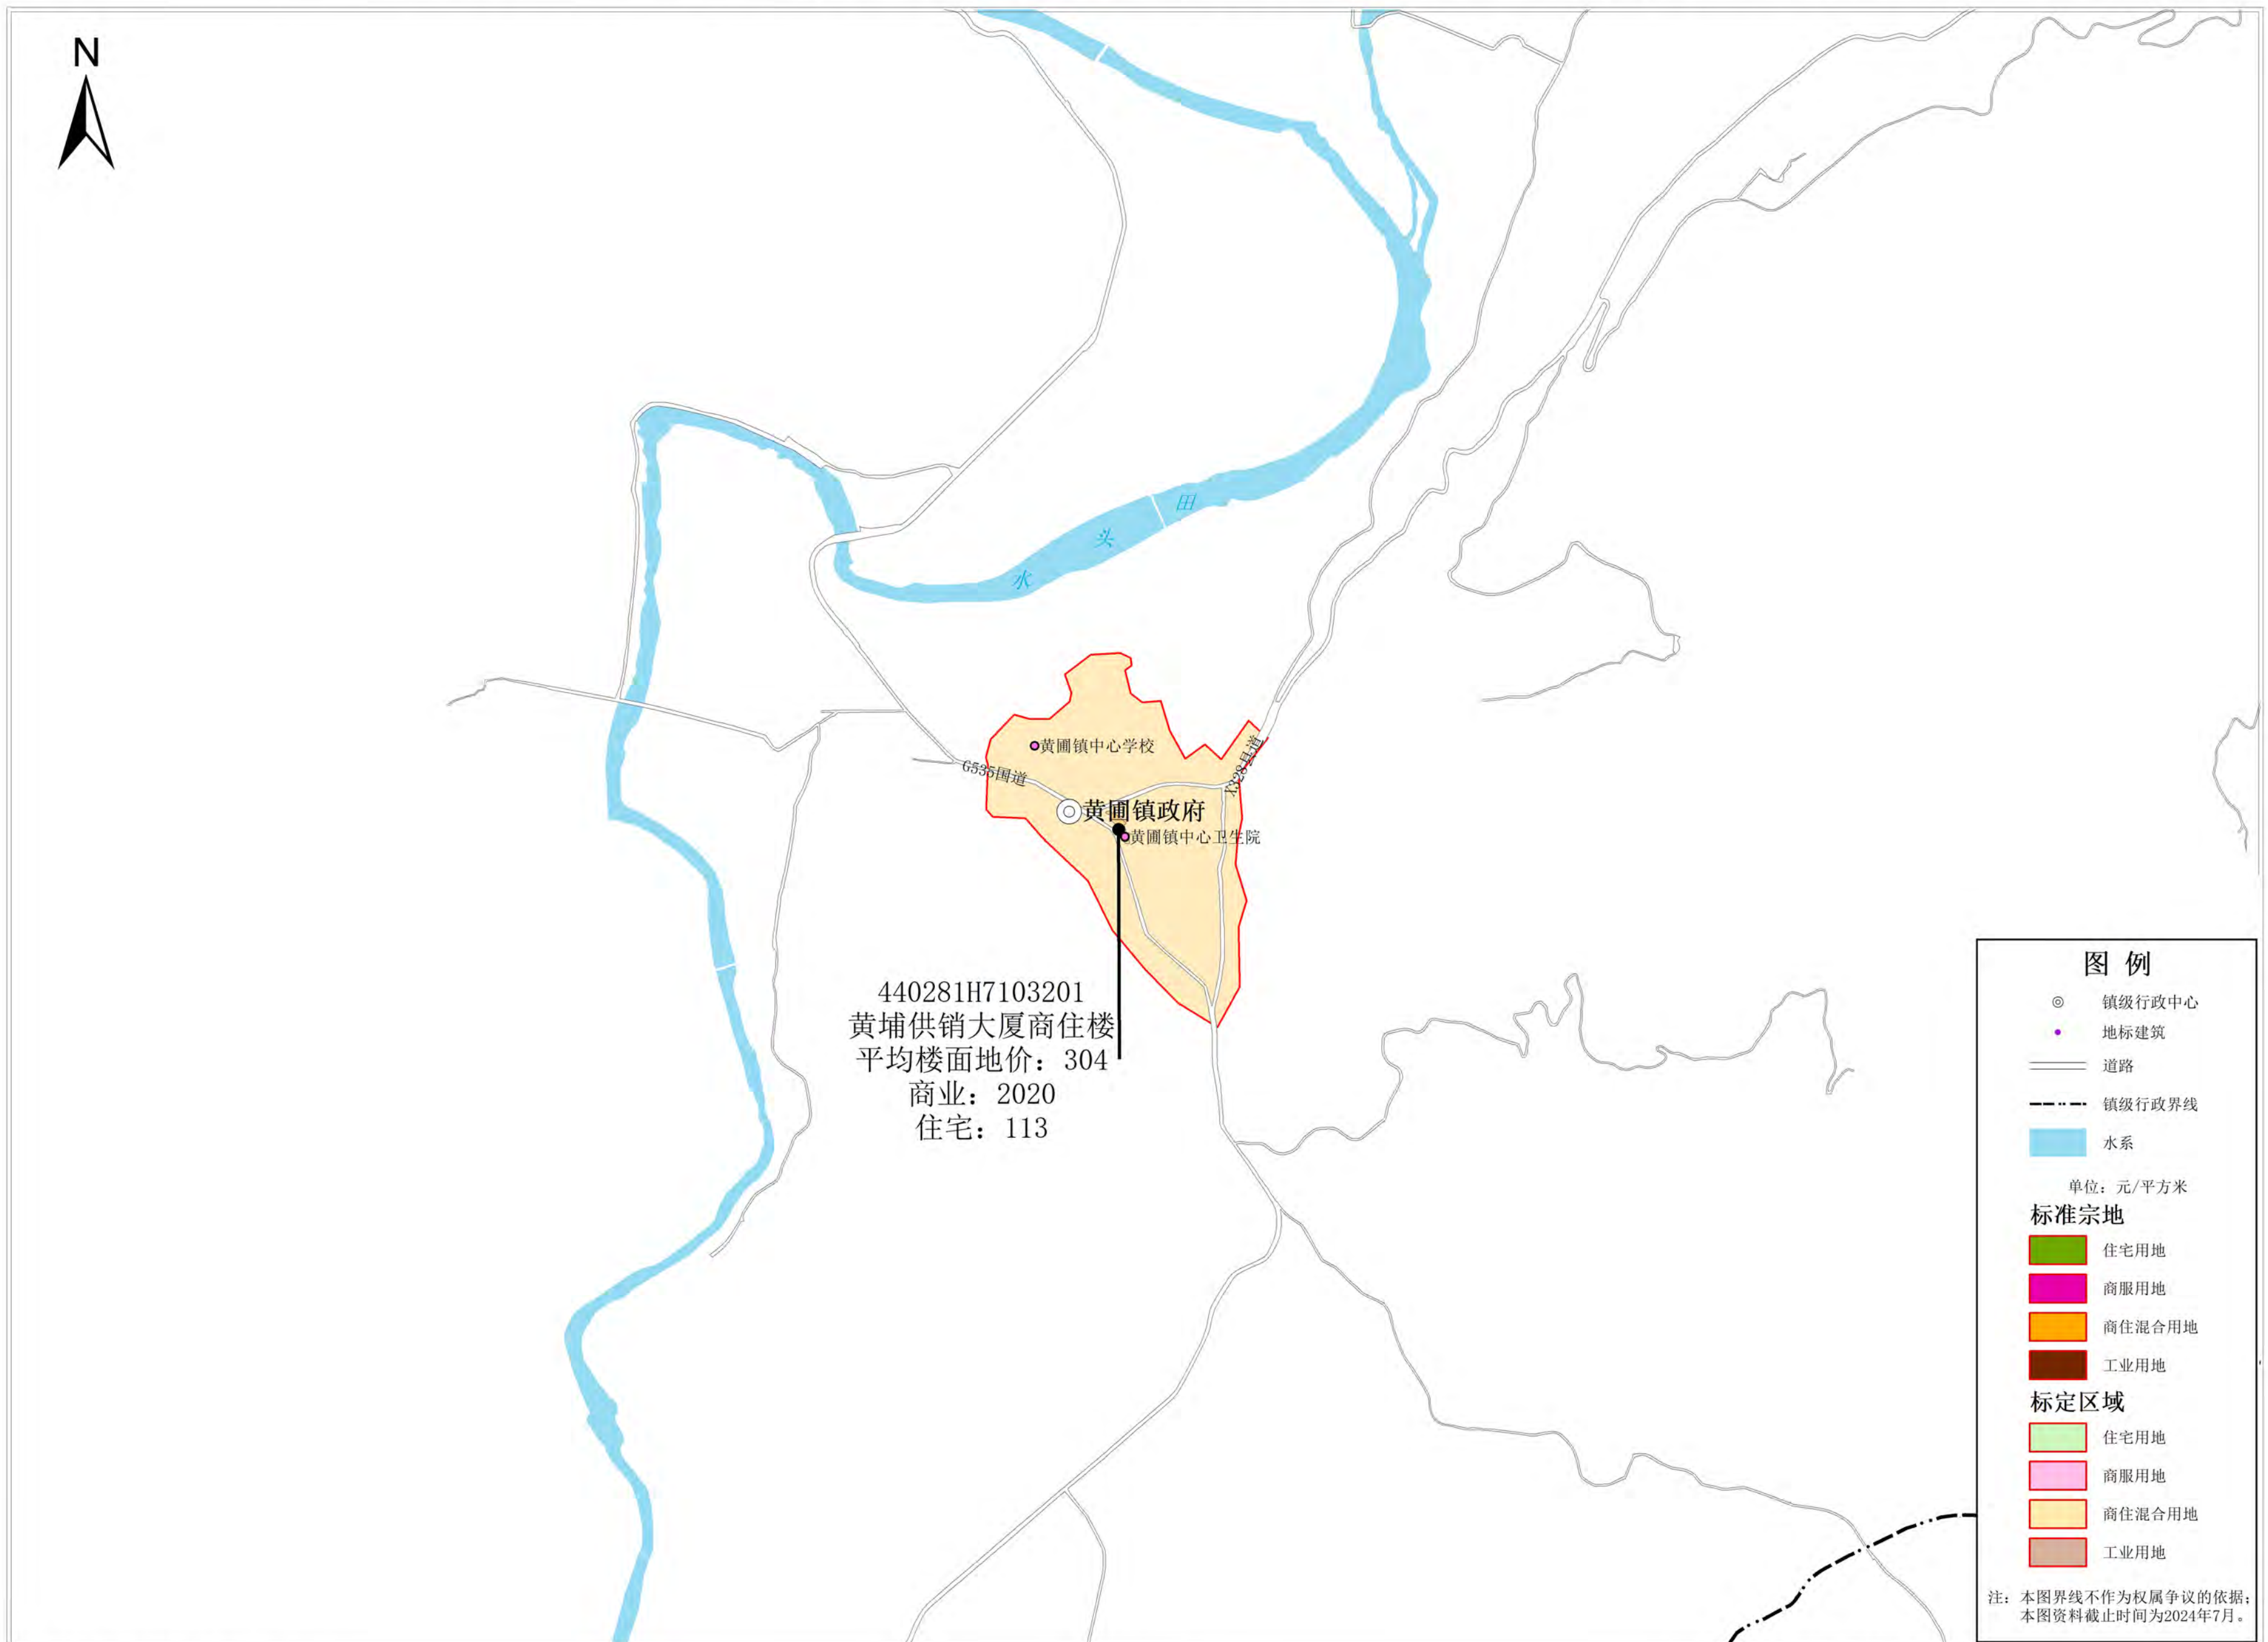 N
田
头
水
黄圃镇中心学校
G535国道
X328县道
黄圃镇政府
黄圃镇中心卫生院
440281H7103201
黄埔供销大厦商住楼
平均楼面地价：304
商业：2020
住宅：113
图 例
镇级行政中心
地标建筑
道路
镇级行政界线
水系
单位：元/平方米
标准宗地
住宅用地
商服用地
商住混合用地
工业用地
标定区域
住宅用地
商服用地
商住混合用地
工业用地
注：本图界线不作为权属争议的依据；
本图资料截止时间为2024年7月。